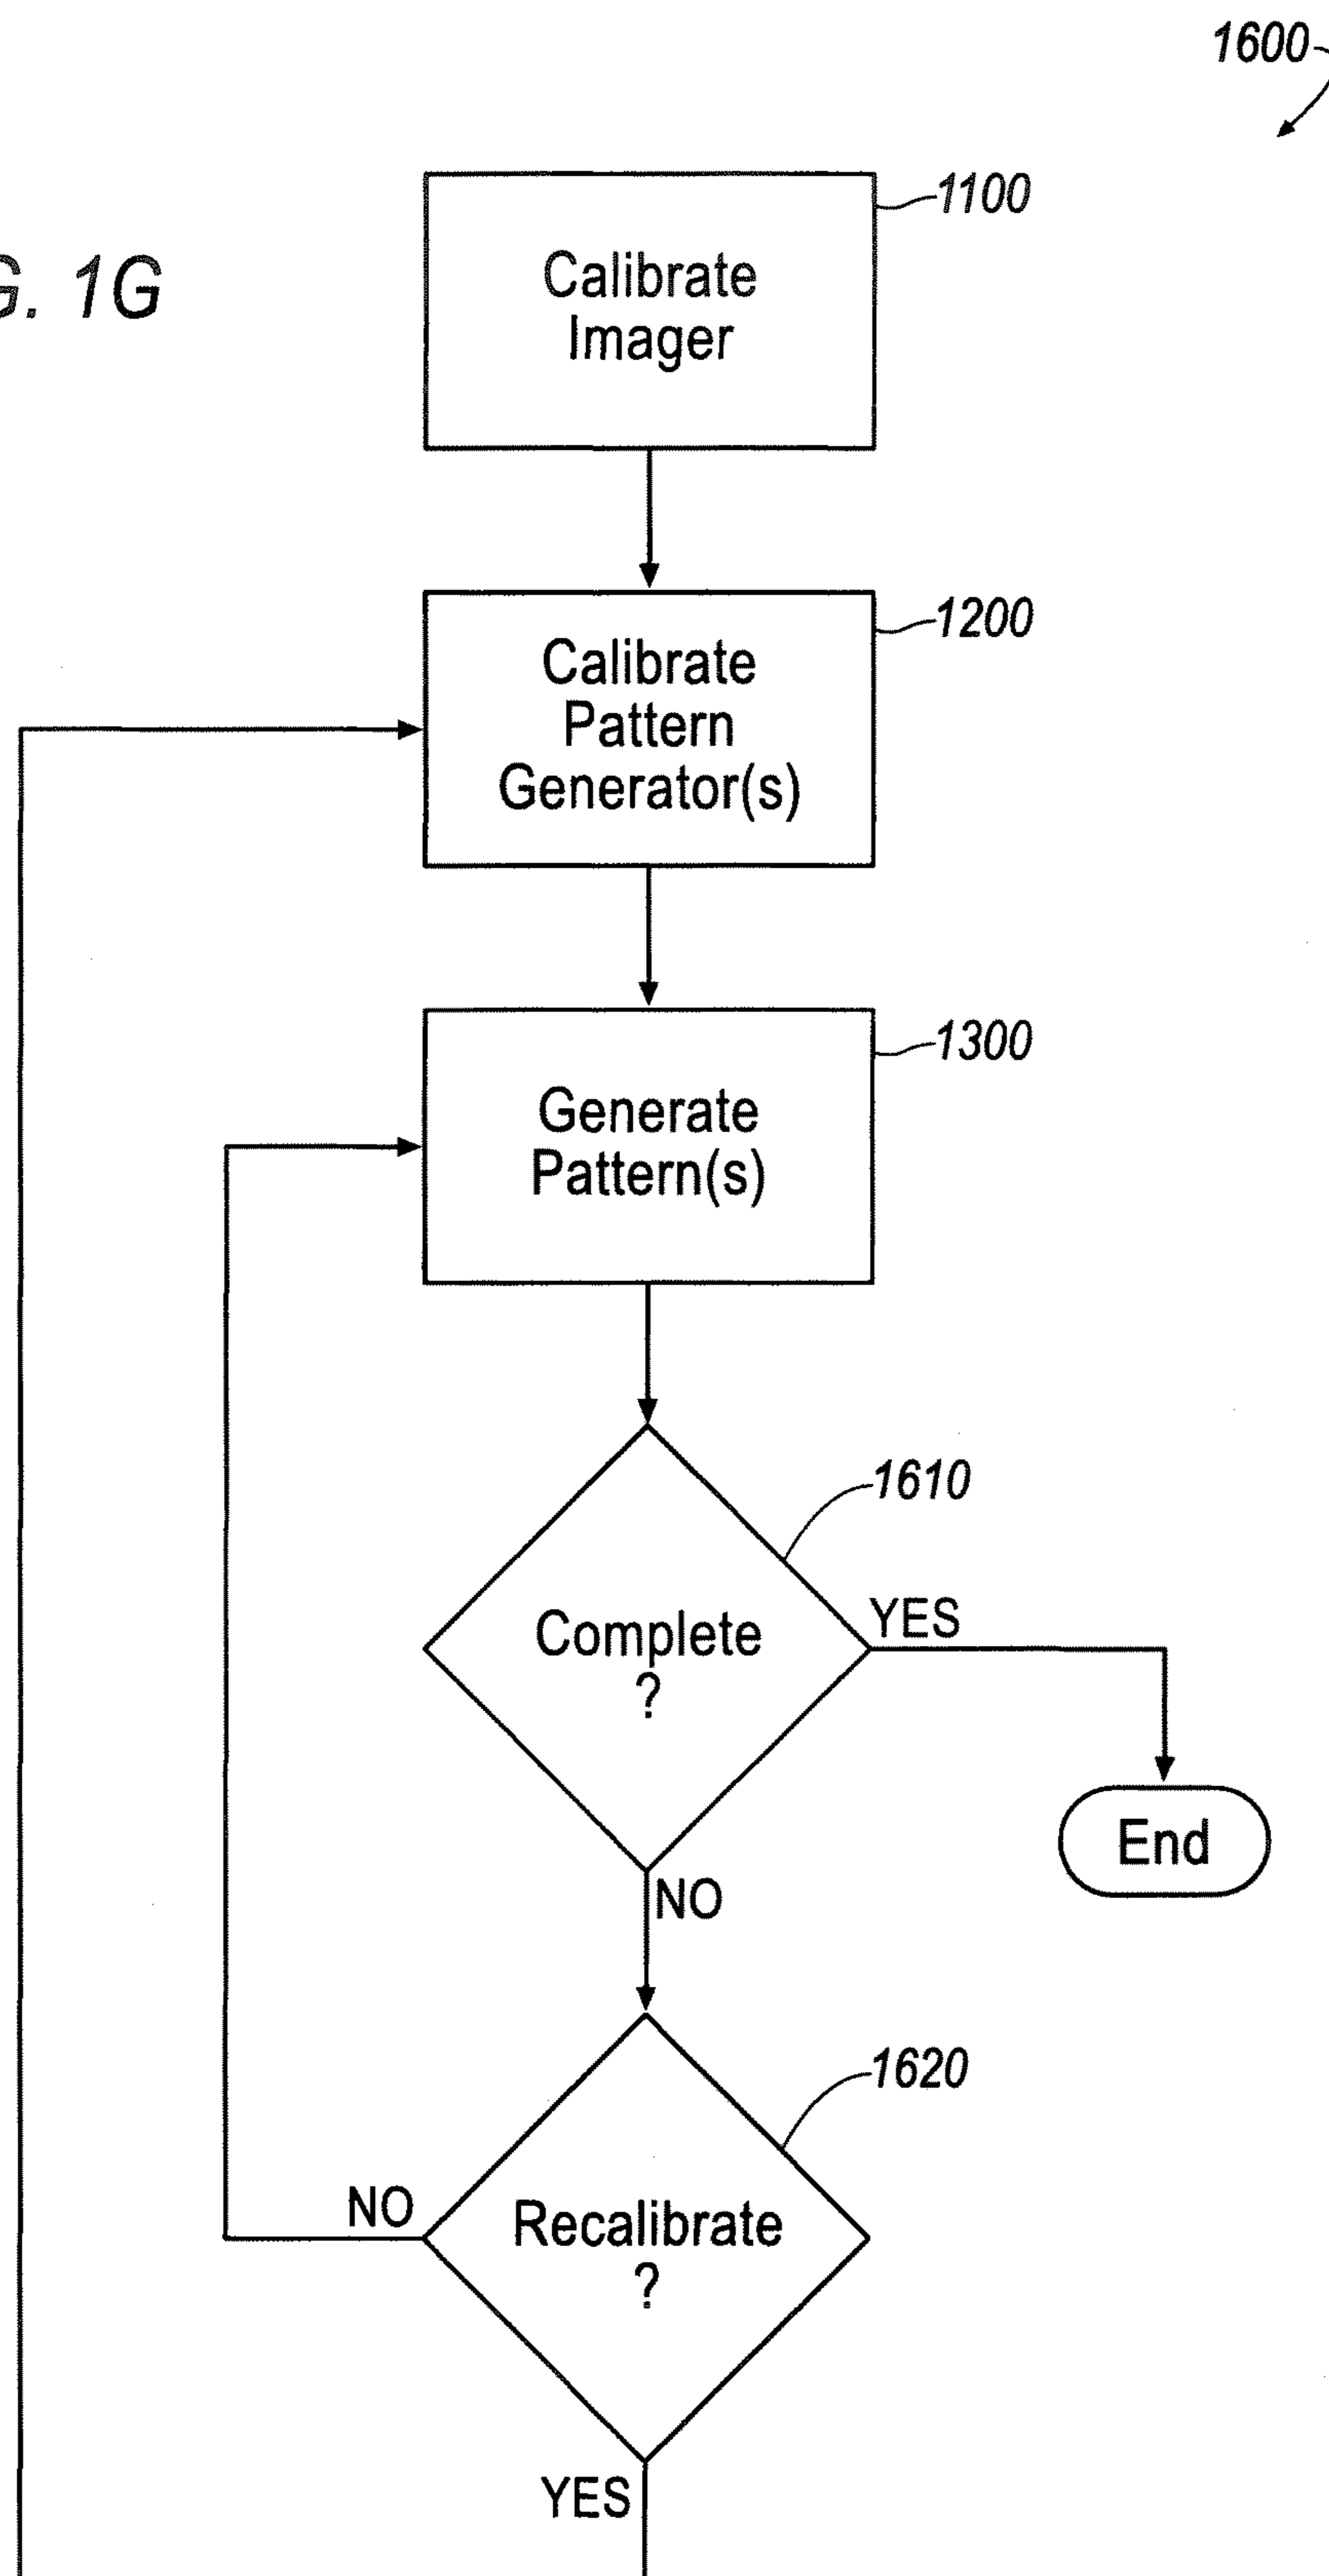 1600
G. 1G
1100
Calibrate
Imager
1200
Calibrate
Pattern
Generator(s)
1300
Generate
Pattern(s)
1610
Complete
?
YES
End
NO
1620
Recalibrate
?
NO
YES